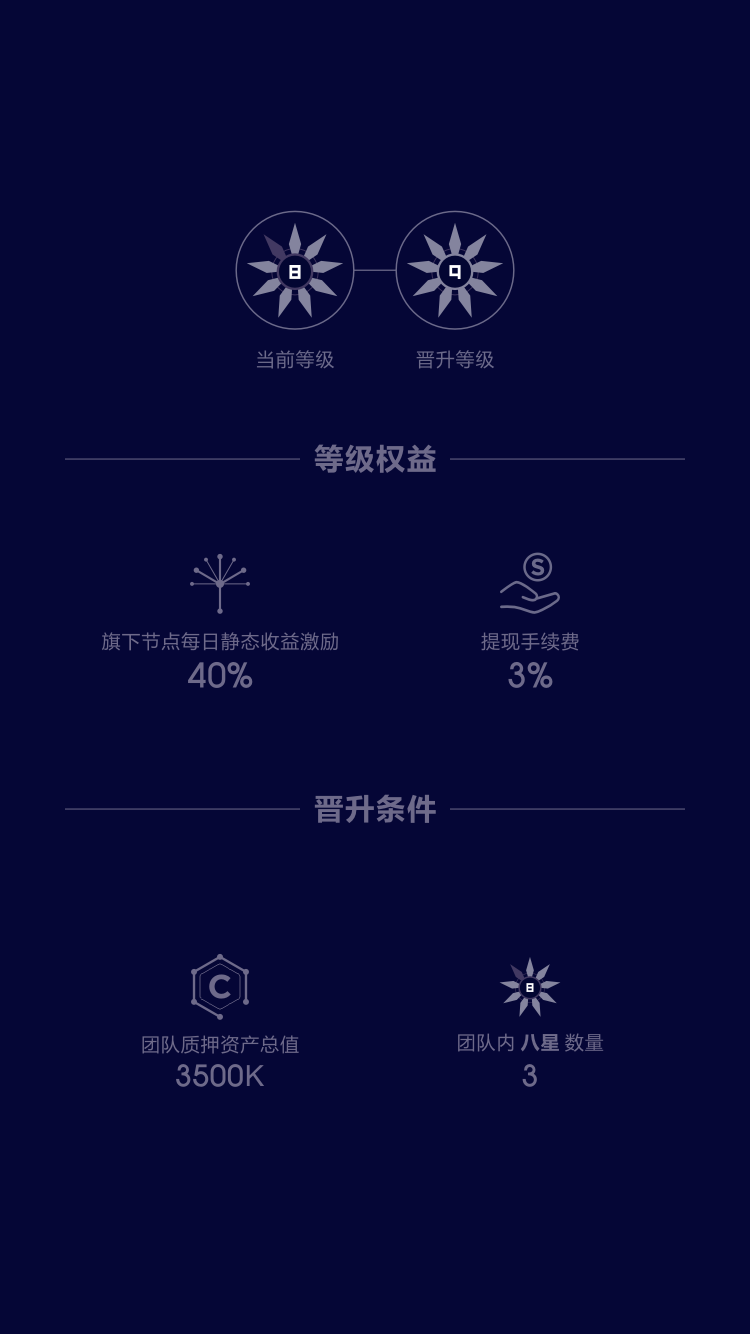 8 9
当前等级 晋升等级
等级权益
旗下节点每日静态收益激励 提现手续费
40% 3%
晋升条件
C 8
团队质押资产总值 团队内 八星 数量
3500K 3